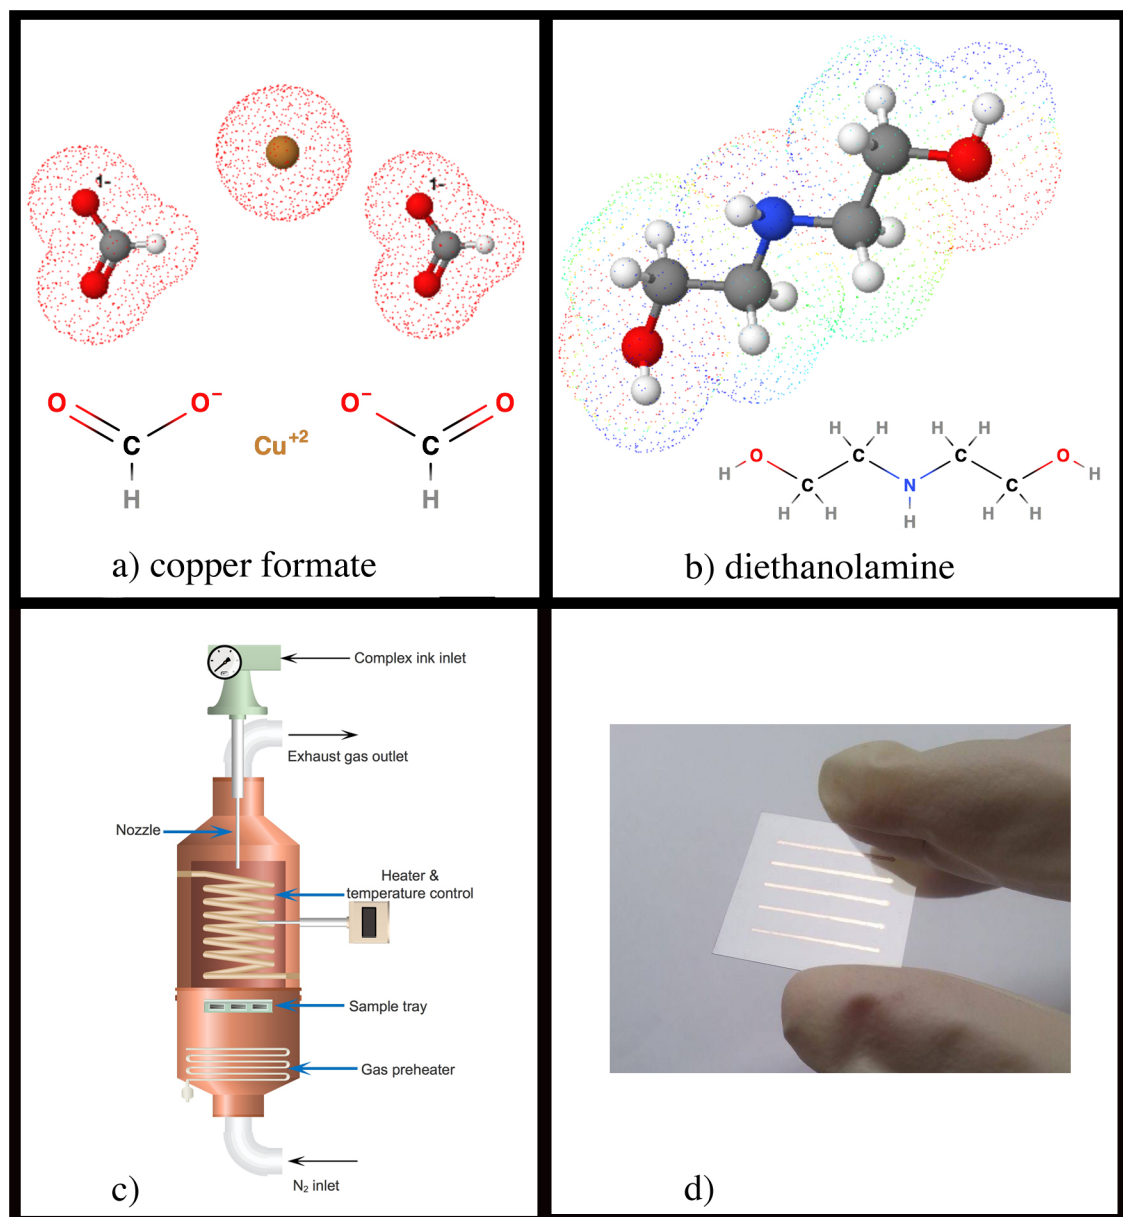 1-
1-
O
O⁻
O⁻
O
C
Cu⁺²
C
H
H
a) copper formate
H
H
H
H
H
O
C
C
O
H
C
N
C
H
H
H
H
H
b) diethanolamine
Complex ink inlet
Exhaust gas outlet
Nozzle
Heater &
temperature control
Sample tray
Gas preheater
N₂ inlet
c)
d)